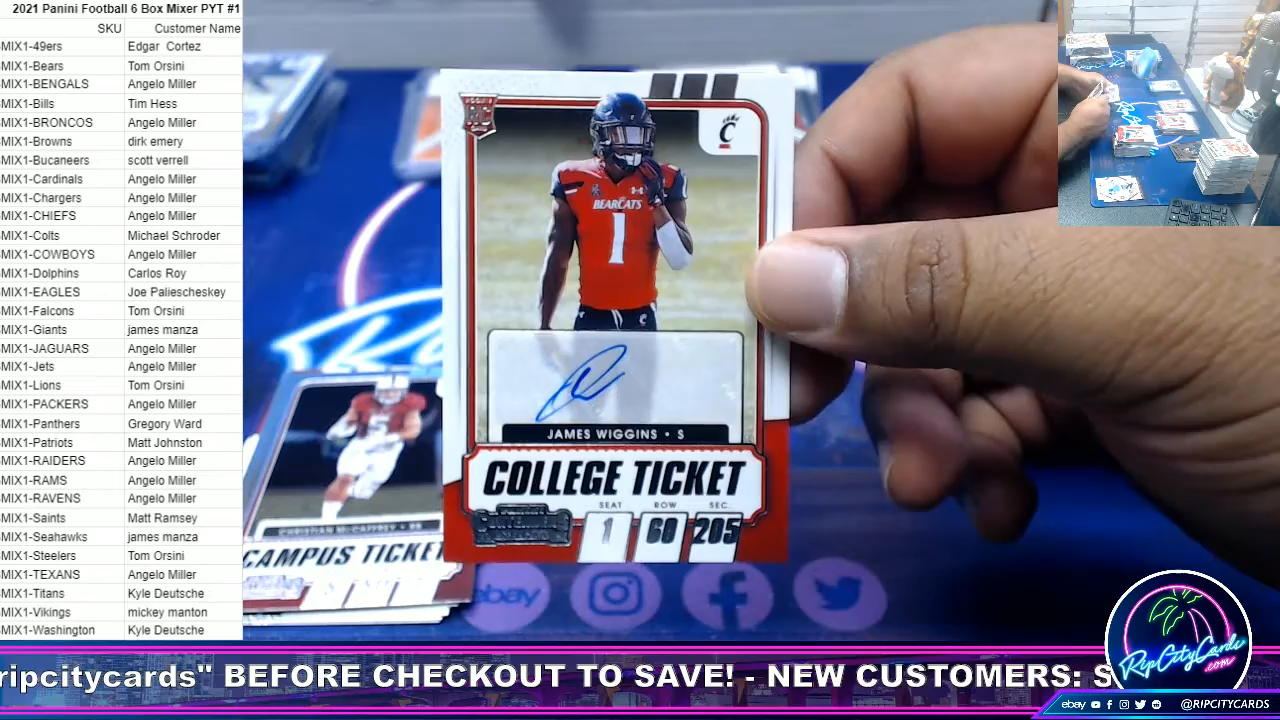 2021 Panini Football 6 Box Mixer PYT #1
SKU Customer Name
MIX1-49ers Edgar Cortez
MIX1-Bears Tom Orsini
MIX1-BENGALS Angelo Miller
MIX1-Bills Tim Hess
MIX1-BRONCOS Angelo Miller
MIX1-Browns dirk emery
MIX1-Bucaneers scott verrell
MIX1-Cardinals Angelo Miller
MIX1-Chargers Angelo Miller
MIX1-CHIEFS Angelo Miller
MIX1-Colts Michael Schroder
MIX1-COWBOYS Angelo Miller
MIX1-Dolphins Carlos Roy
MIX1-EAGLES Joe Paliescheskey
MIX1-Falcons Tom Orsini
MIX1-Giants james manza
MIX1-JAGUARS Angelo Miller
MIX1-Jets Angelo Miller
MIX1-Lions Tom Orsini
MIX1-PACKERS Angelo Miller
MIX1-Panthers Gregory Ward
MIX1-Patriots Matt Johnston
MIX1-RAIDERS Angelo Miller
MIX1-RAMS Angelo Miller
MIX1-RAVENS Angelo Miller
MIX1-Saints Matt Ramsey
MIX1-Seahawks james manza
MIX1-Steelers Tom Orsini
MIX1-TEXANS Angelo Miller
MIX1-Titans Kyle Deutsche
MIX1-Vikings mickey manton
MIX1-Washington Kyle Deutsche
C
BEARCATS
1
JAMES WIGGINS • S
COLLEGE TICKET
SEAT ROW SEC.
1 60 205
5
CHRISTIAN McCAFFREY • RB
CAMPUS TICKET
ebay
RipCityCards
.com
ripcitycards" BEFORE CHECKOUT TO SAVE! - NEW CUSTOMERS: S
ebay @RIPCITYCARDS